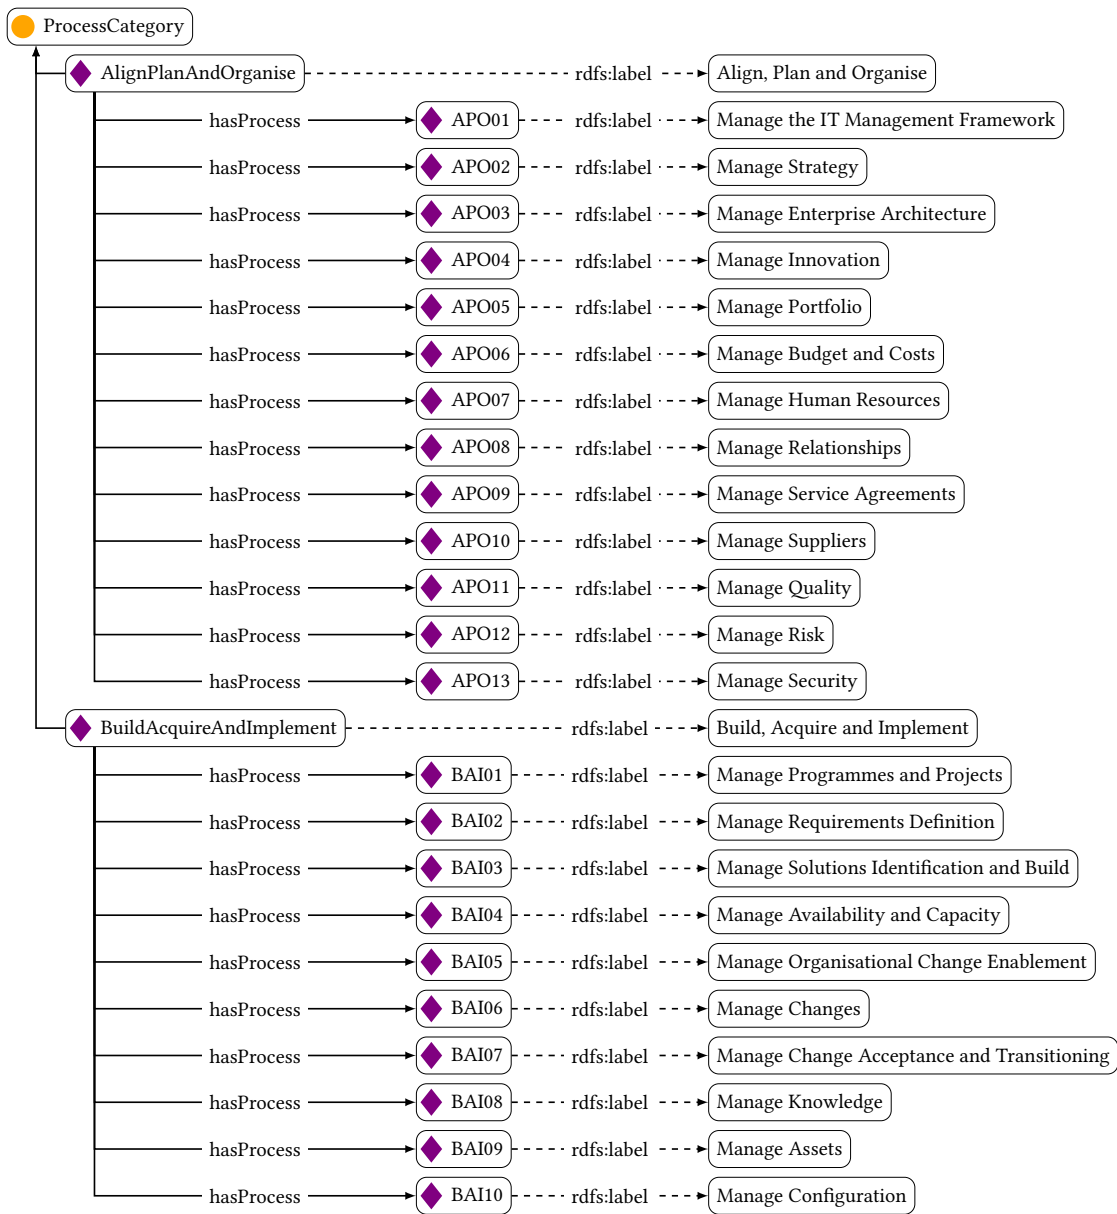 ProcessCategory
AlignPlanAndOrganise rdfs:label Align, Plan and Organise
hasProcess APO01 rdfs:label Manage the IT Management Framework
hasProcess APO02 rdfs:label Manage Strategy
hasProcess APO03 rdfs:label Manage Enterprise Architecture
hasProcess APO04 rdfs:label Manage Innovation
hasProcess APO05 rdfs:label Manage Portfolio
hasProcess APO06 rdfs:label Manage Budget and Costs
hasProcess APO07 rdfs:label Manage Human Resources
hasProcess APO08 rdfs:label Manage Relationships
hasProcess APO09 rdfs:label Manage Service Agreements
hasProcess APO10 rdfs:label Manage Suppliers
hasProcess APO11 rdfs:label Manage Quality
hasProcess APO12 rdfs:label Manage Risk
hasProcess APO13 rdfs:label Manage Security
BuildAcquireAndImplement rdfs:label Build, Acquire and Implement
hasProcess BAI01 rdfs:label Manage Programmes and Projects
hasProcess BAI02 rdfs:label Manage Requirements Definition
hasProcess BAI03 rdfs:label Manage Solutions Identification and Build
hasProcess BAI04 rdfs:label Manage Availability and Capacity
hasProcess BAI05 rdfs:label Manage Organisational Change Enablement
hasProcess BAI06 rdfs:label Manage Changes
hasProcess BAI07 rdfs:label Manage Change Acceptance and Transitioning
hasProcess BAI08 rdfs:label Manage Knowledge
hasProcess BAI09 rdfs:label Manage Assets
hasProcess BAI10 rdfs:label Manage Configuration